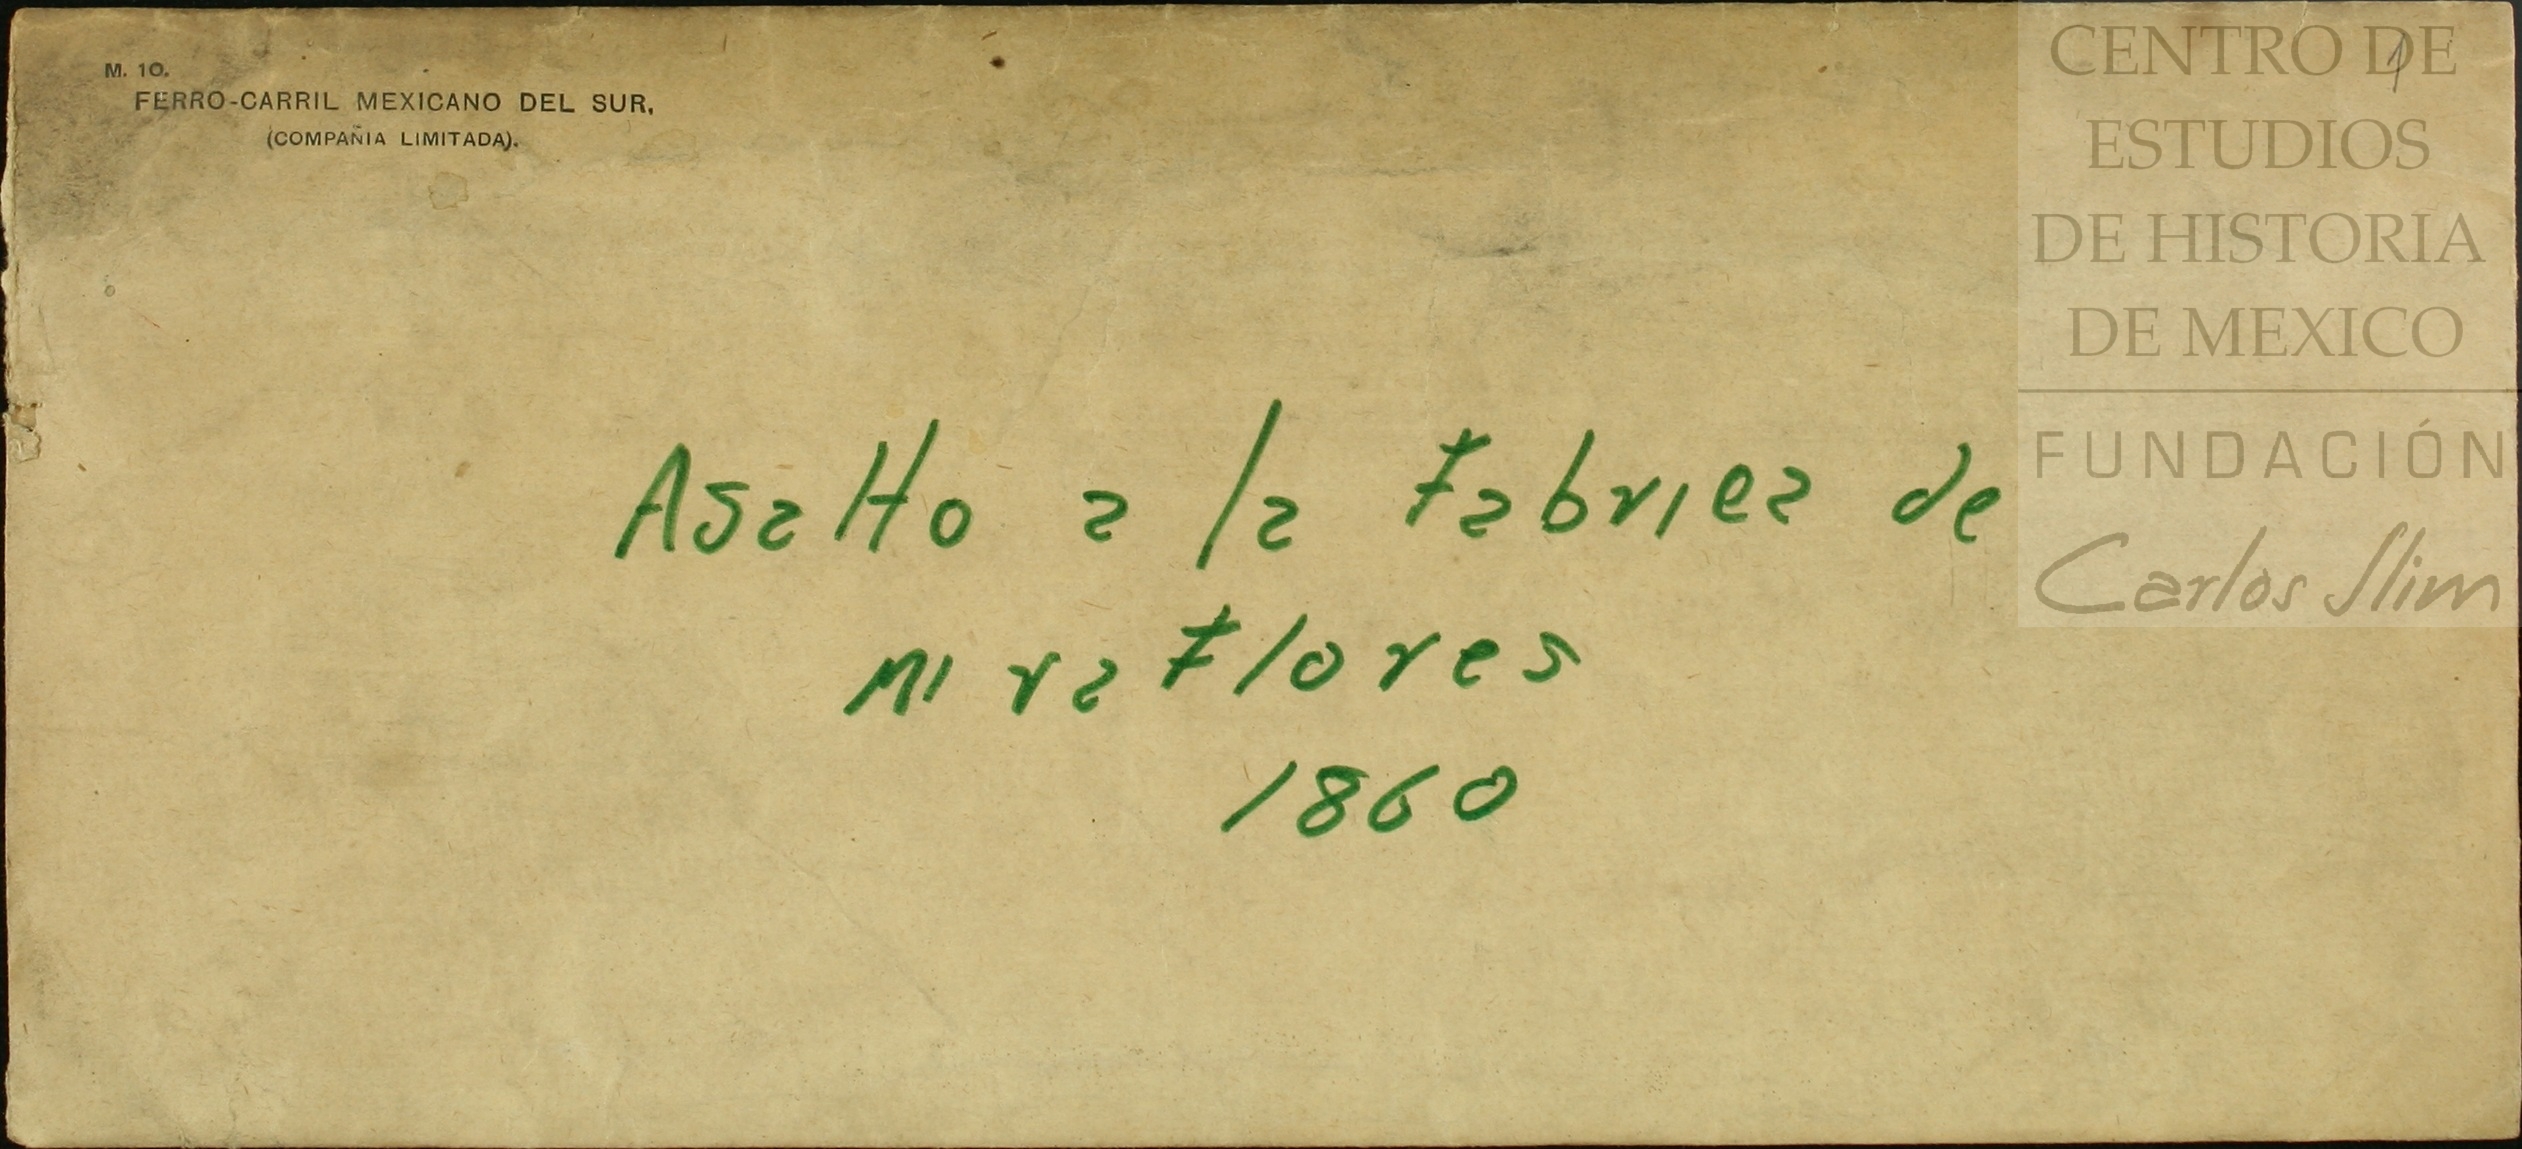 M. 10.
FERRO-CARRIL MEXICANO DEL SUR,
(COMPAÑIA LIMITADA).
1
Asalto a la Fabrica de
miraflores
1860
CENTRO DE
ESTUDIOS
DE HISTORIA
DE MEXICO
FUNDACIÓN
Carlos Slim